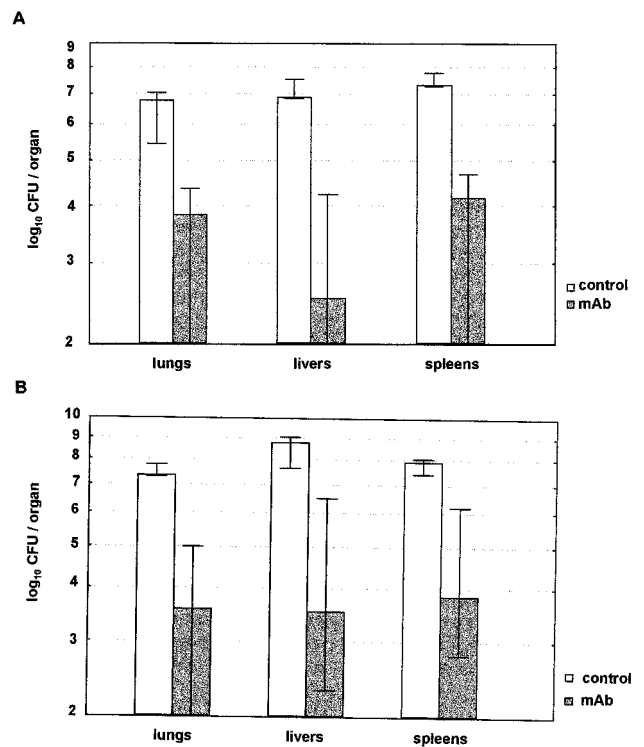 A
9
8
7
6
5
4
3
2
log10 CFU / organ
lungs livers spleens
control
mAb
B
10
9
8
7
6
5
4
3
2
log10 CFU / organ
lungs livers spleens
control
mAb